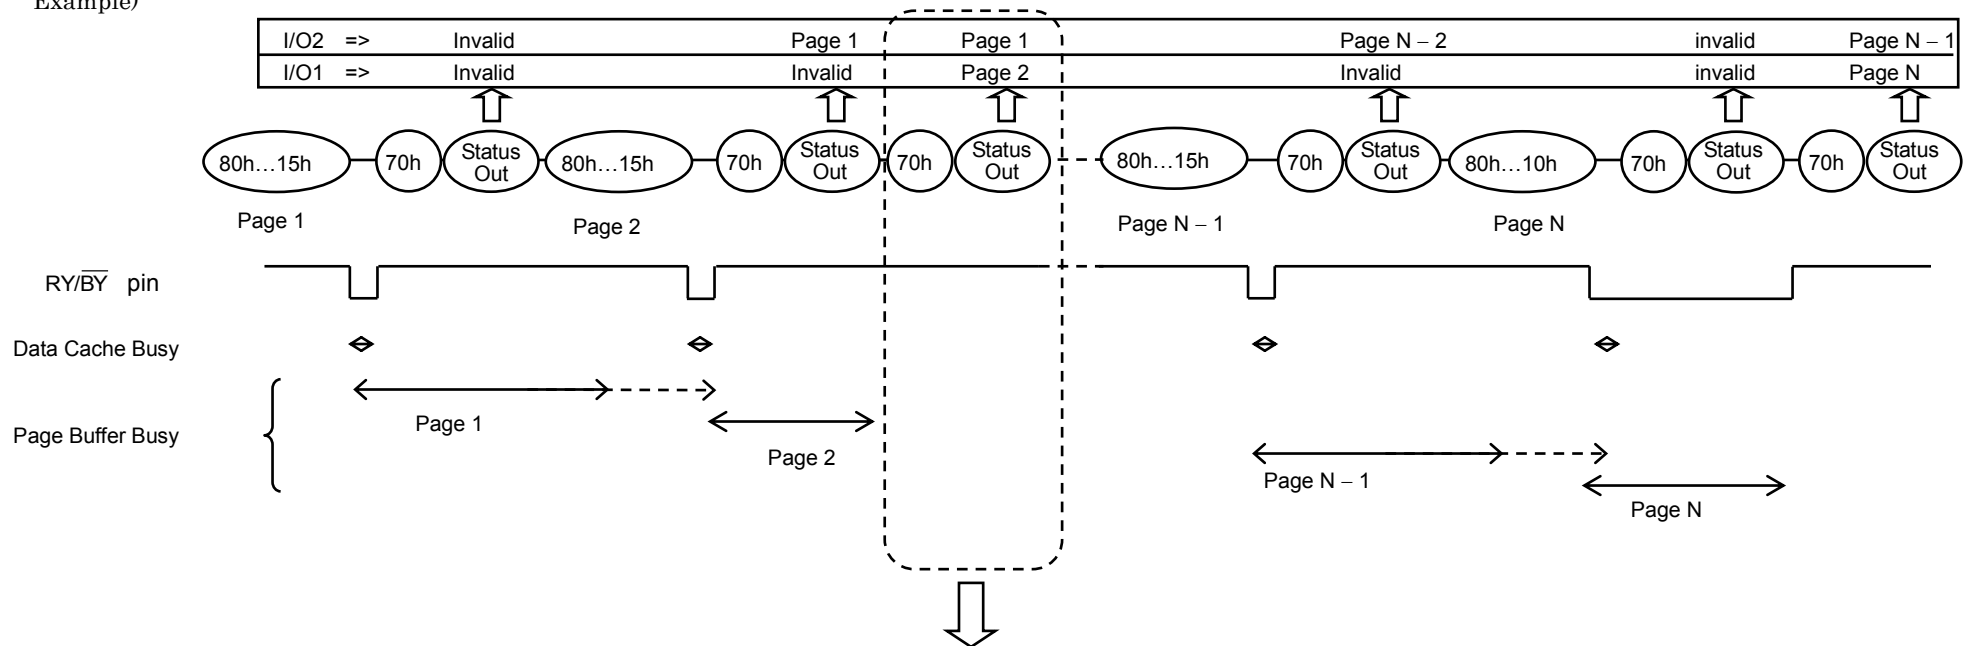 Example)
I/O2 => Invalid Page 1 Page 1 Page N – 2 invalid Page N – 1
I/O1 => Invalid Invalid Page 2 Invalid invalid Page N
80h…15h 70h Status Out 80h…15h 70h Status Out 70h Status Out 80h…15h 70h Status Out 80h…10h 70h Status Out 70h Status Out
Page 1 Page 2 Page N – 1 Page N
RY/B̅Y̅ pin
Data Cache Busy
Page 1
Page Buffer Busy
Page 2
Page N – 1
Page N